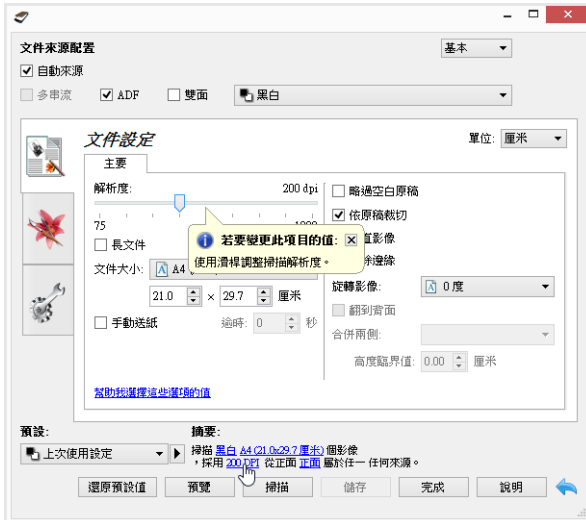 文件來源配置
基本
自動來源
多串流
ADF
雙面
黑白
文件設定
單位:
厘米
主要
解析度:
200 dpi
75
若要變更此項目的值:
使用滑桿調整掃描解析度。
長文件
文件大小:
A4
21.0 × 29.7 厘米
手動送紙
逾時: 0 秒
略過空白原稿
依原稿裁切
影像
邊緣
旋轉影像:
0 度
翻到背面
合併兩側:
高度臨界值: 0.00 厘米
幫助我選擇這些選項的值
預設:
上次使用設定
摘要:
掃描 黑白 A4 (21.0x29.7 厘米) 個影像
,採用 200 DPI 從正面 正面 屬於任一 任何來源。
還原預設值
預覽
掃描
儲存
完成
說明